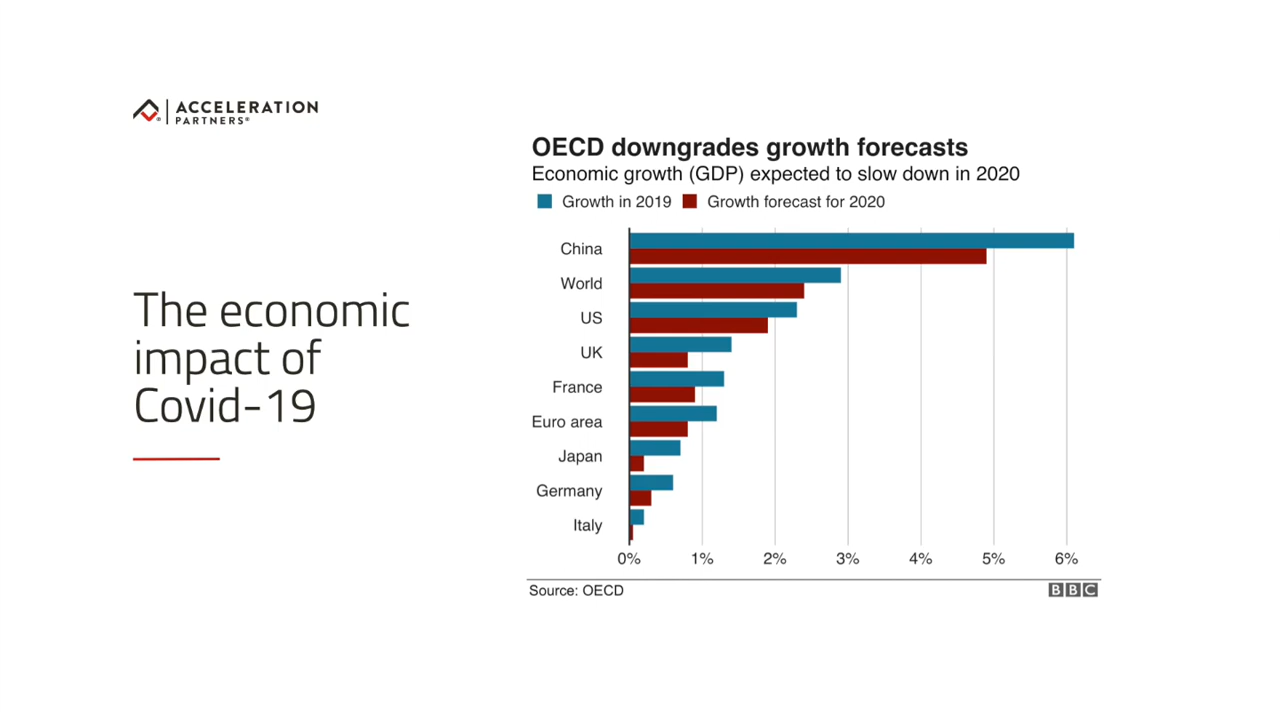 ACCELERATION
PARTNERS®
The economic
impact of
Covid-19
OECD downgrades growth forecasts
Economic growth (GDP) expected to slow down in 2020
Growth in 2019 Growth forecast for 2020
China
World
US
UK
France
Euro area
Japan
Germany
Italy
0% 1% 2% 3% 4% 5% 6%
Source: OECD BBC